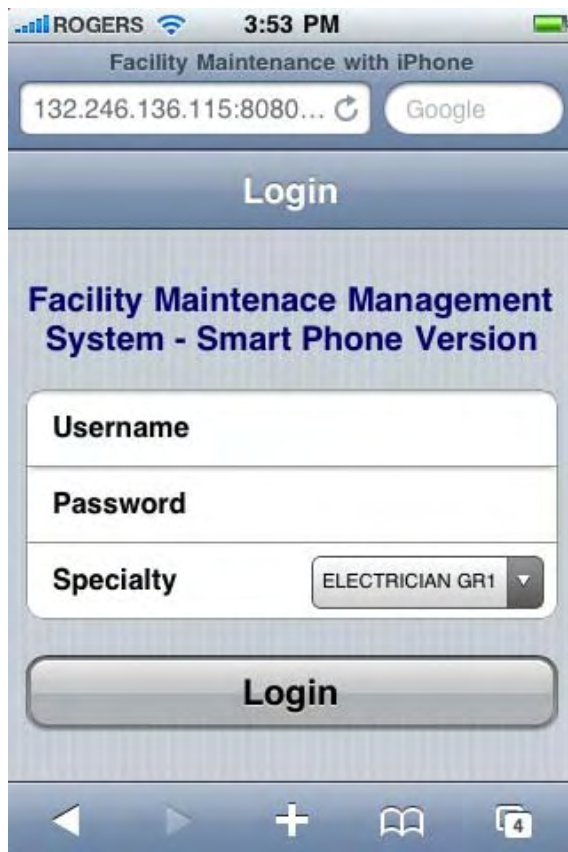 ROGERS 3:53 PM
Facility Maintenance with iPhone
132.246.136.115:8080... Google
Login
Facility Maintenace Management
System - Smart Phone Version
Username
Password
Specialty ELECTRICIAN GR1
Login
4